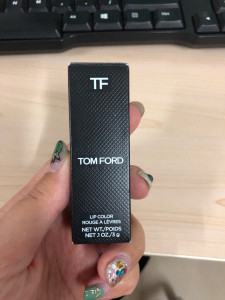 TF
TOM FORD
LIP COLOR
ROUGE À LÈVRES
NET WT./POIDS
NET .1 OZ./3 g